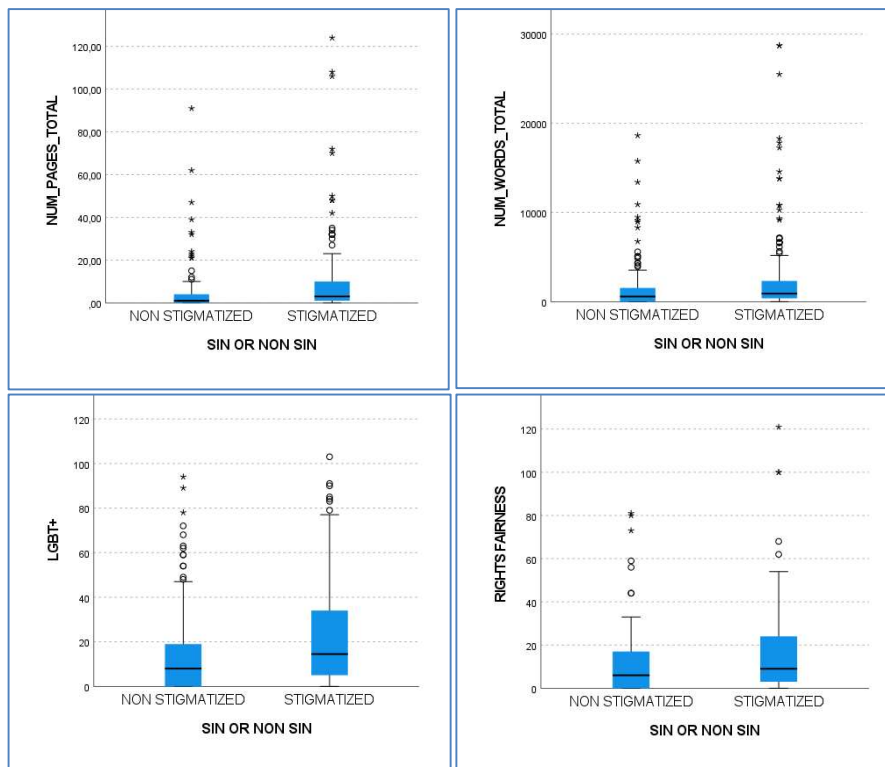 NUM_PAGES_TOTAL
120,00
100,00
80,00
60,00
40,00
20,00
,00
NON STIGMATIZED
STIGMATIZED
SIN OR NON SIN
NUM_WORDS_TOTAL
30000
20000
10000
0
NON STIGMATIZED
STIGMATIZED
SIN OR NON SIN
LGBT+
120
100
80
60
40
20
0
NON STIGMATIZED
STIGMATIZED
SIN OR NON SIN
RIGHTS FAIRNESS
120
100
80
60
40
20
0
NON STIGMATIZED
STIGMATIZED
SIN OR NON SIN